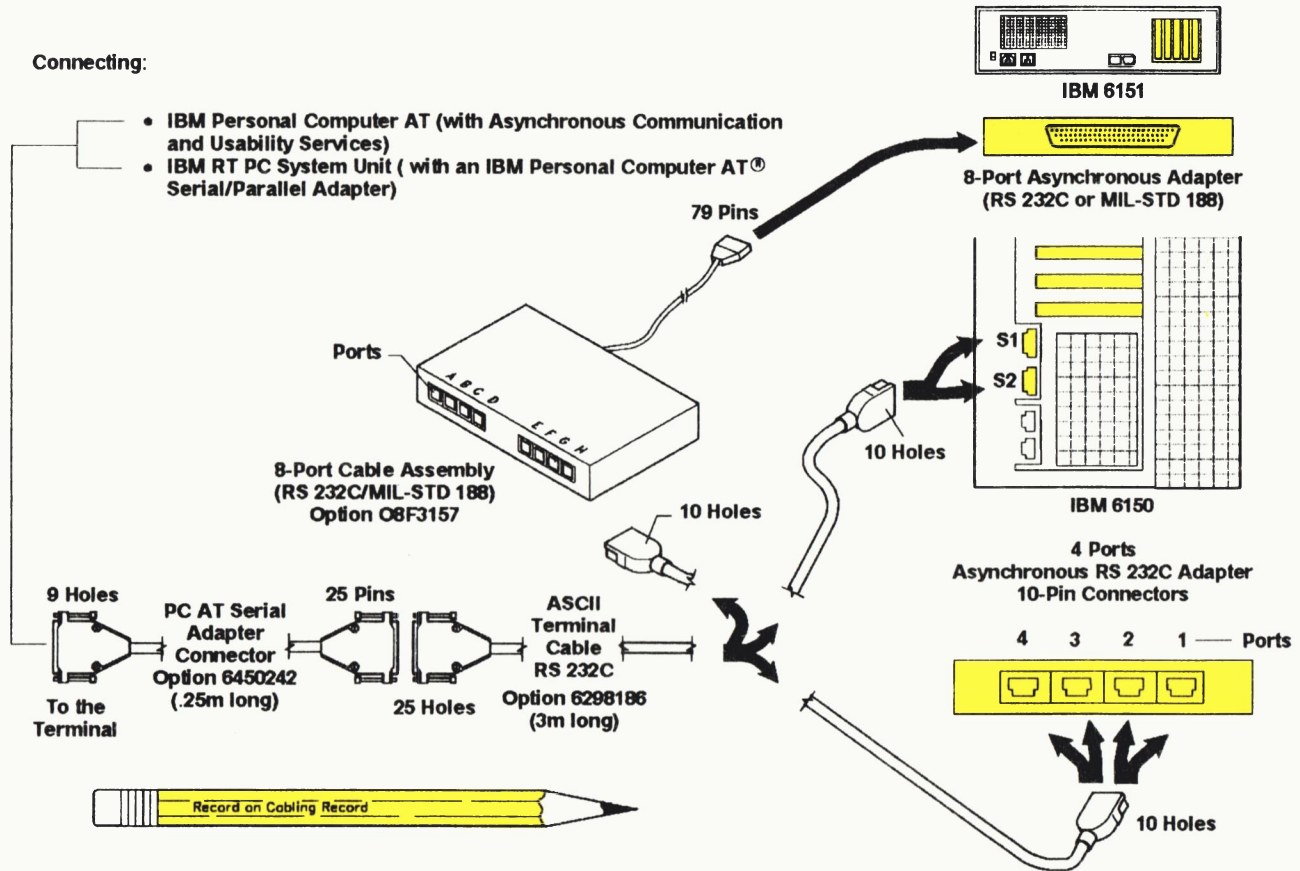 Connecting:
• IBM Personal Computer AT (with Asynchronous Communication
and Usability Services)
• IBM RT PC System Unit ( with an IBM Personal Computer AT®
Serial/Parallel Adapter)
IBM 6151
8-Port Asynchronous Adapter
(RS 232C or MIL-STD 188)
79 Pins
Ports
A B C D
E F G H
8-Port Cable Assembly
(RS 232C/MIL-STD 188)
Option O8F3157
S1
S2
10 Holes
IBM 6150
10 Holes
4 Ports
Asynchronous RS 232C Adapter
10-Pin Connectors
4 3 2 1 Ports
9 Holes
To the
Terminal
PC AT Serial
Adapter
Connector
Option 6450242
(.25m long)
25 Pins
25 Holes
ASCII
Terminal
Cable
RS 232C
Option 6298186
(3m long)
10 Holes
Record on Cabling Record